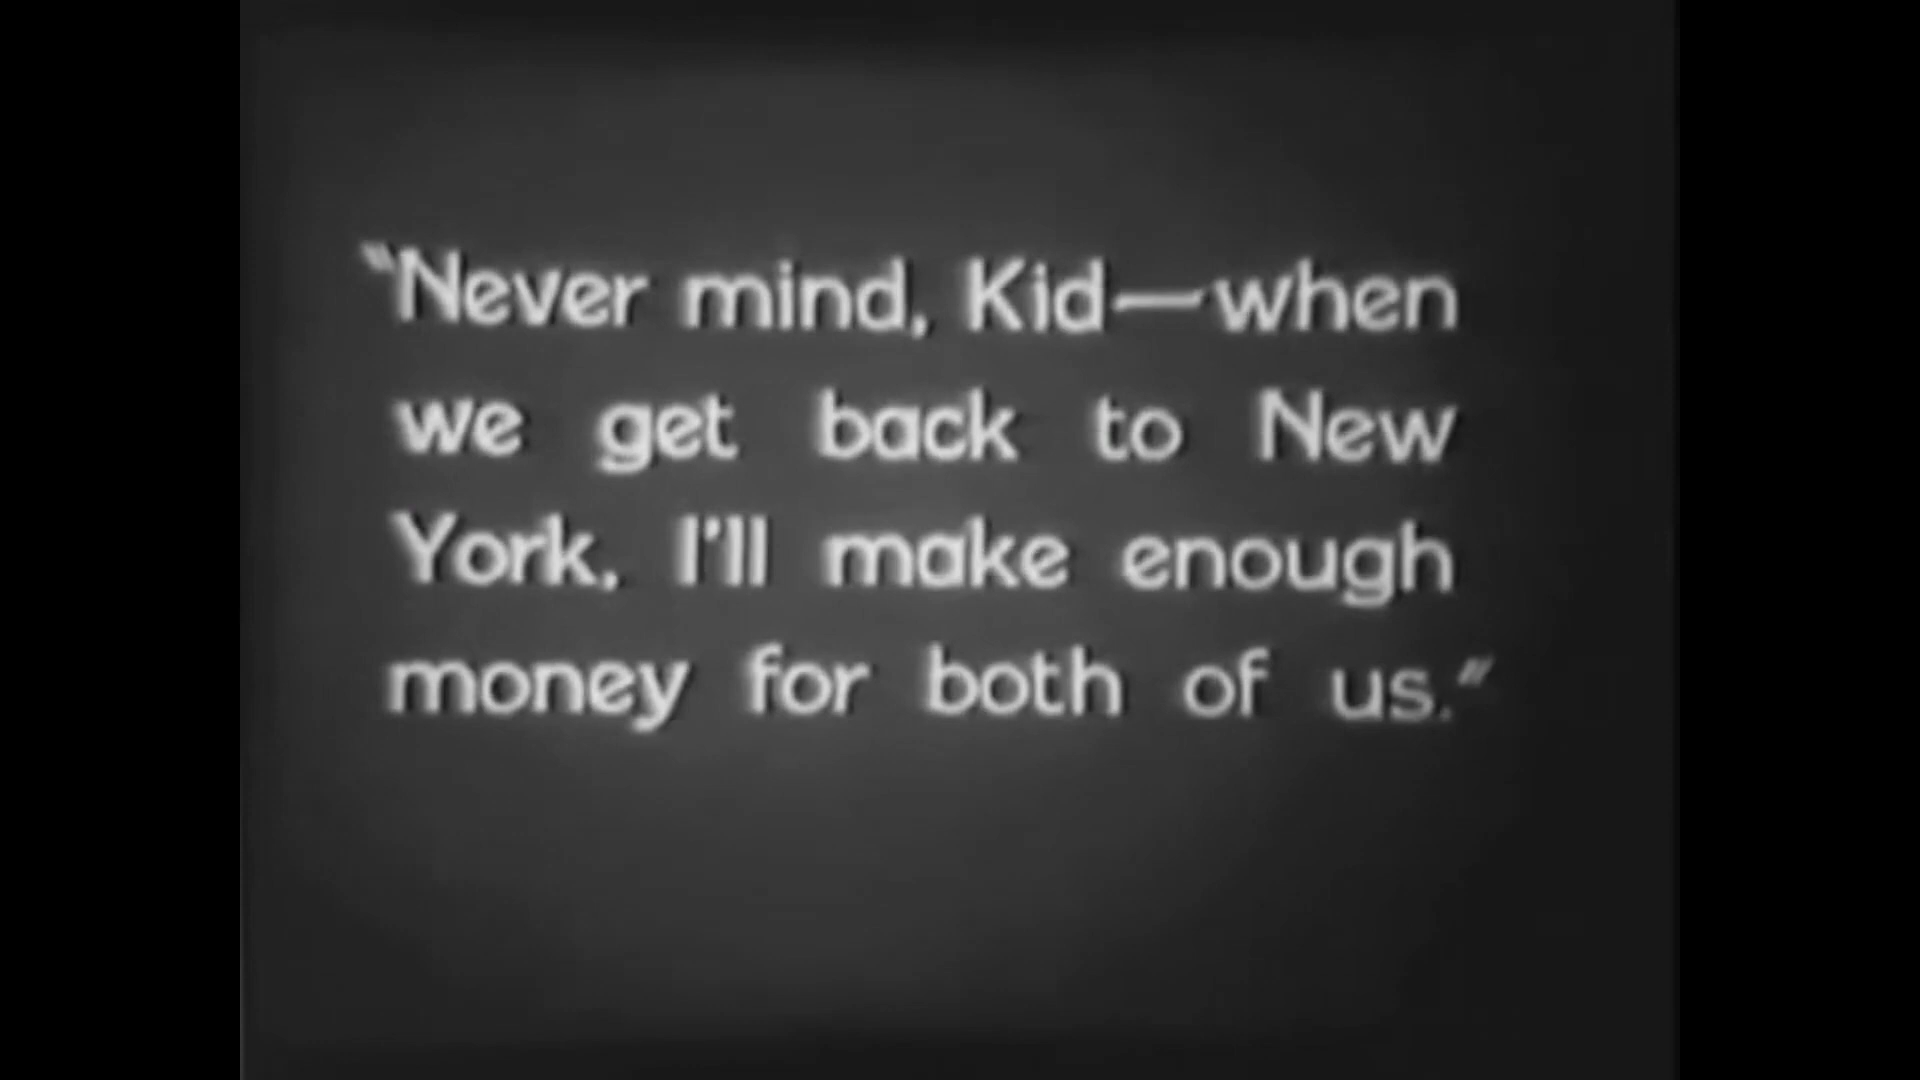 "Never mind, Kid—when
we get back to New
York, I'll make enough
money for both of us."